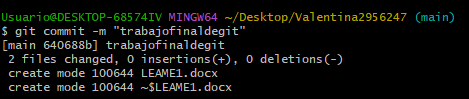 Usuario@DESKTOP-68574IV MINGW64 ~/Desktop/Valentina2956247 (main)
$ git commit -m "trabajofinaldegit"
[main 640688b] trabajofinaldegit
 2 files changed, 0 insertions(+), 0 deletions(-)
 create mode 100644 LEAME1.docx
 create mode 100644 ~$LEAME1.docx